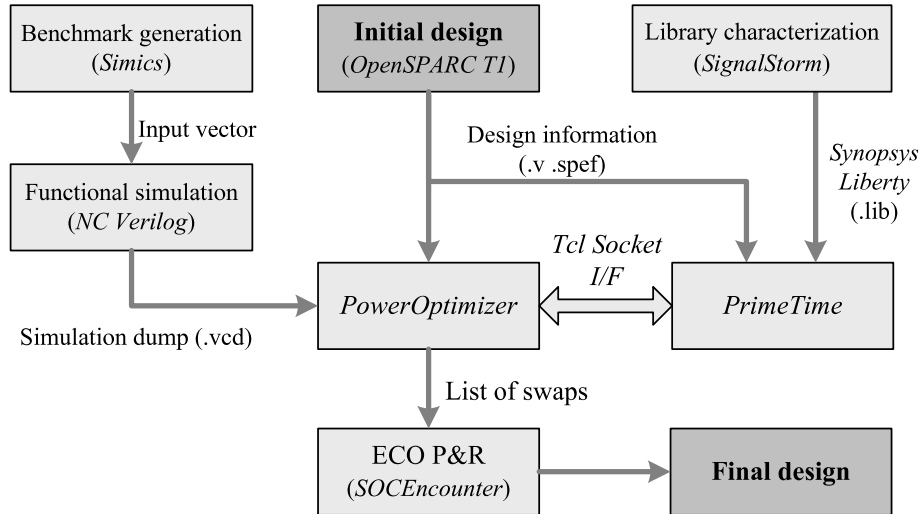 Benchmark generation
(Simics)
Initial design
(OpenSPARC T1)
Library characterization
(SignalStorm)
Input vector
Design information
(.v .spef)
Synopsys
Liberty
(.lib)
Functional simulation
(NC Verilog)
Tcl Socket
I/F
PowerOptimizer
PrimeTime
Simulation dump (.vcd)
List of swaps
ECO P&R
(SOCEncounter)
Final design